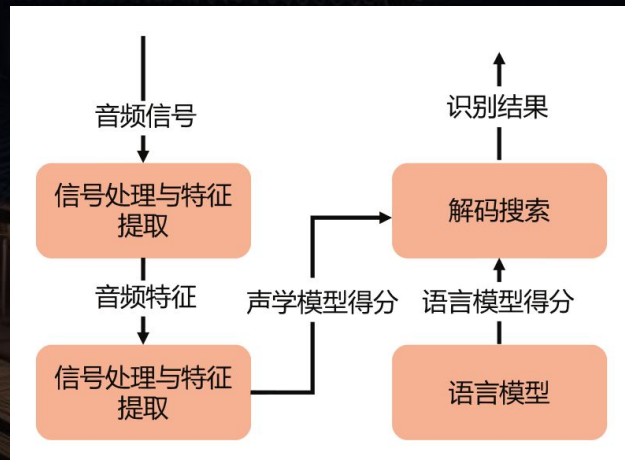 音频信号
识别结果
信号处理与特征
提取
解码搜索
音频特征
声学模型得分
语言模型得分
信号处理与特征
提取
语言模型